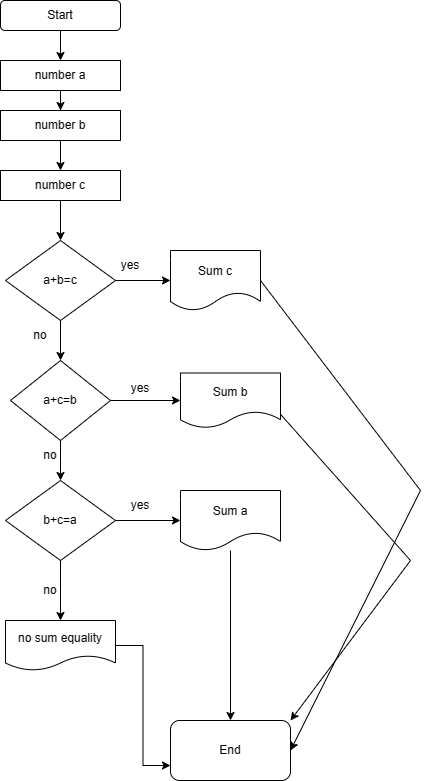 Start
number a
number b
number c
a+b=c
yes
Sum c
no
a+c=b
yes
Sum b
no
b+c=a
yes
Sum a
no
no sum equality
End